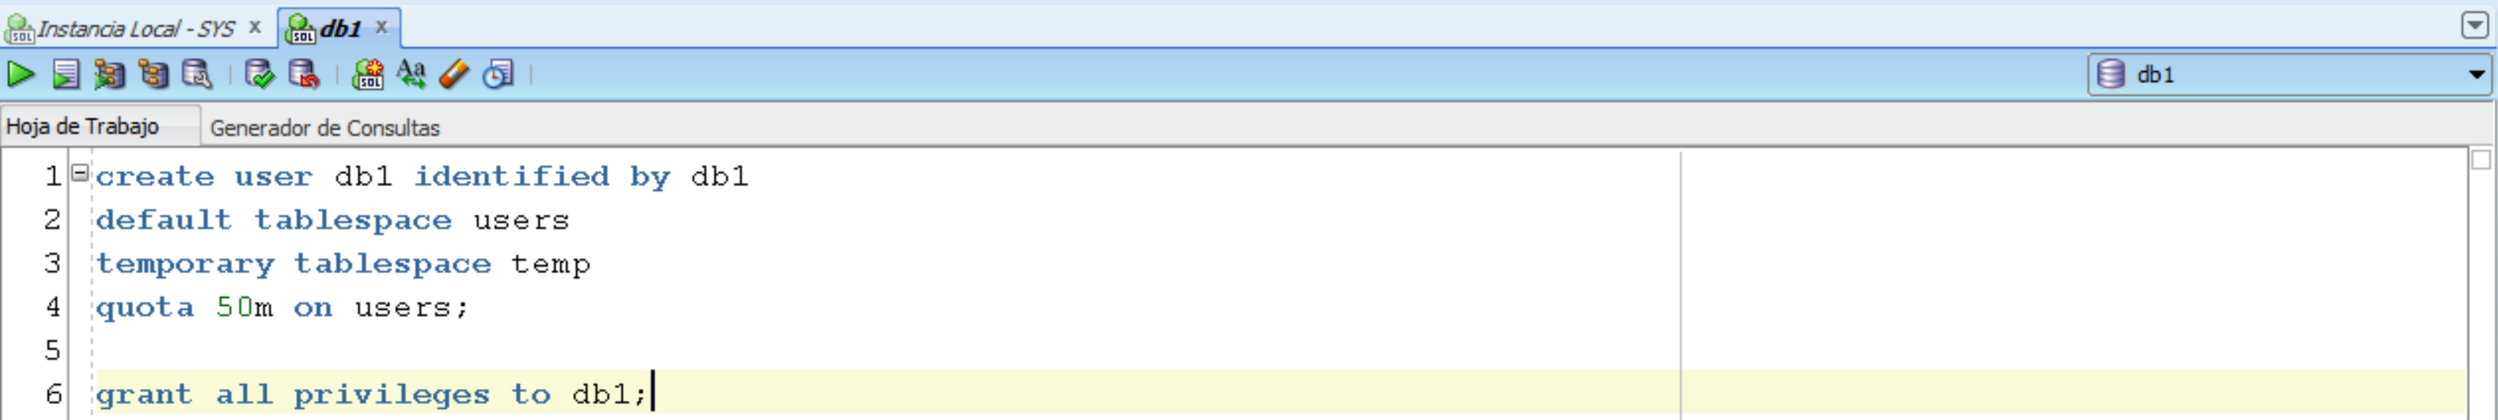 Instancia Local - SYS x db1 x
db1
Hoja de Trabajo Generador de Consultas
1 create user db1 identified by db1
2 default tablespace users
3 temporary tablespace temp
4 quota 50m on users;
5
6 grant all privileges to db1;